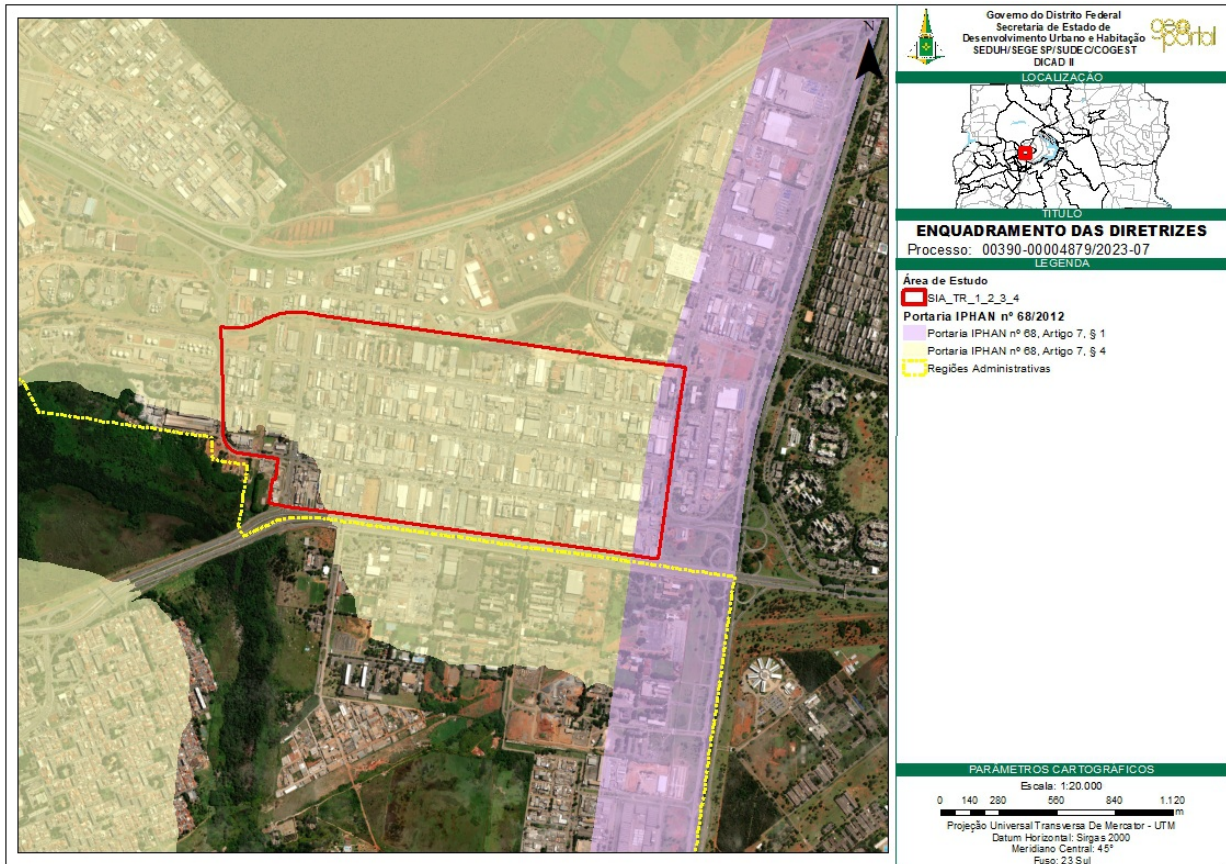 N
Governo do Distrito Federal
Secretaria de Estado de
Desenvolvimento Urbano e Habitação
SEDUH/SEGESP/SUDEC/COGEST
DICAD II
geo
portal
LOCALIZAÇÃO
TITULO
ENQUADRAMENTO DAS DIRETRIZES
Processo: 00390-00004879/2023-07
LEGENDA
Área de Estudo
SIA_TR_1_2_3_4
Portaria IPHAN nº 68/2012
Portaria IPHAN nº 68, Artigo 7, § 1
Portaria IPHAN nº 68, Artigo 7, § 4
Regiões Administrativas
PARÂMETROS CARTOGRÁFICOS
Escala: 1:20.000
0 140 280 560 840 1.120
m
Projeção Universal Transversa De Mercator - UTM
Datum Horizontal: Sirgas 2000
Meridiano Central: 45°
Fuso: 23 Sul